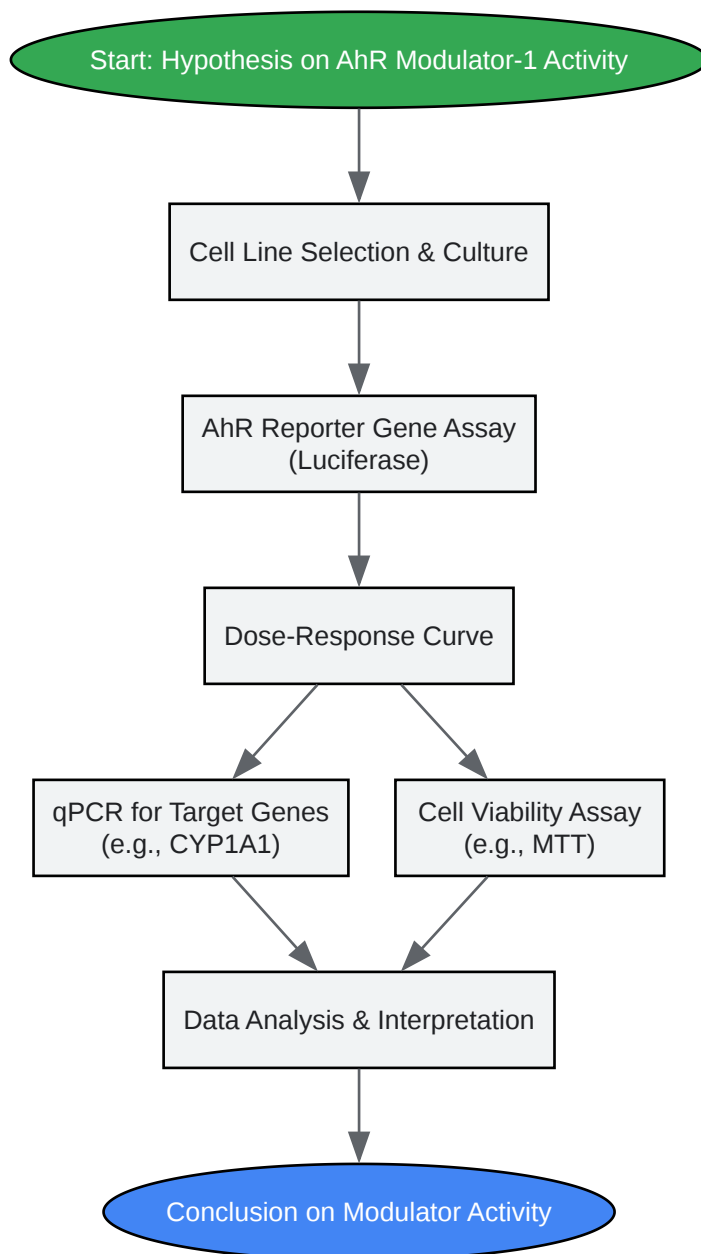 Start: Hypothesis on AhR Modulator-1 Activity
Cell Line Selection & Culture
AhR Reporter Gene Assay
(Luciferase)
Dose-Response Curve
qPCR for Target Genes
(e.g., CYP1A1)
Cell Viability Assay
(e.g., MTT)
Data Analysis & Interpretation
Conclusion on Modulator Activity